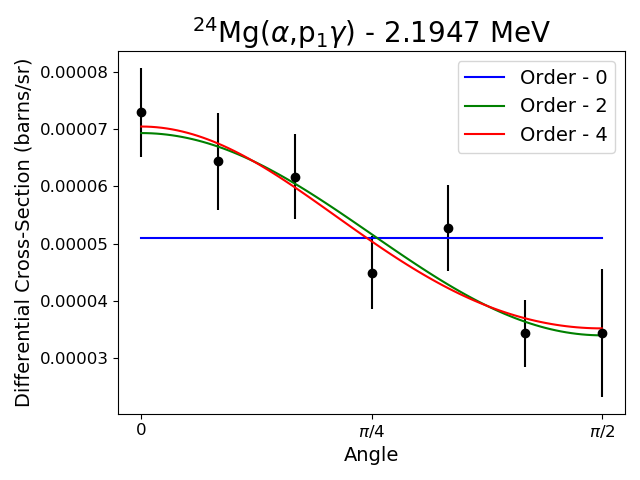 ²⁴Mg(α,p₁γ) - 2.1947 MeV
Order - 0
Order - 2
Order - 4
Differential Cross-Section (barns/sr)
0.00008
0.00007
0.00006
0.00005
0.00004
0.00003
0
π/4
π/2
Angle